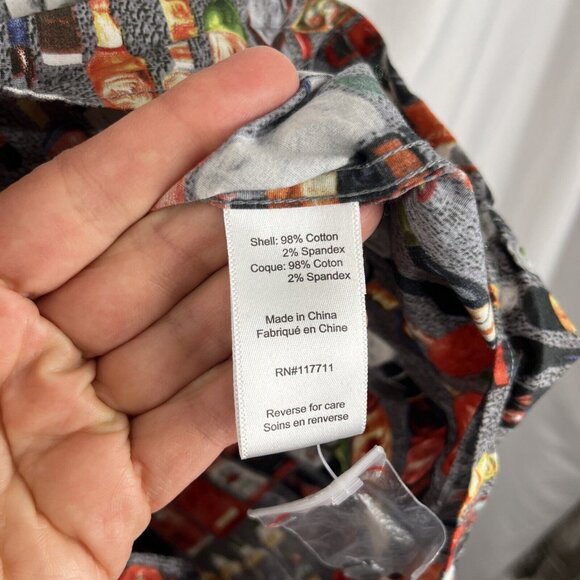 Shell: 98% Cotton
2% Spandex
Coque: 98% Coton
2% Spandex
Made in China
Fabriqué en Chine
RN#117711
Reverse for care
Soins en renverse